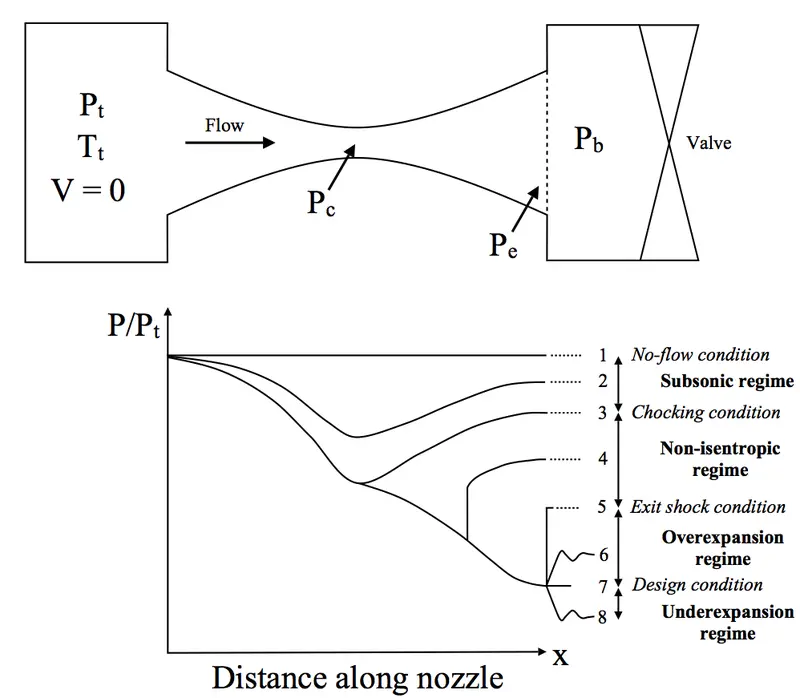 Pt
Tt
V = 0
Flow
Pc
Pe
Pb
Valve
P/Pt
1 No-flow condition
2 Subsonic regime
3 Chocking condition
4 Non-isentropic
regime
5 Exit shock condition
6 Overexpansion
regime
7 Design condition
8 Underexpansion
regime
x
Distance along nozzle